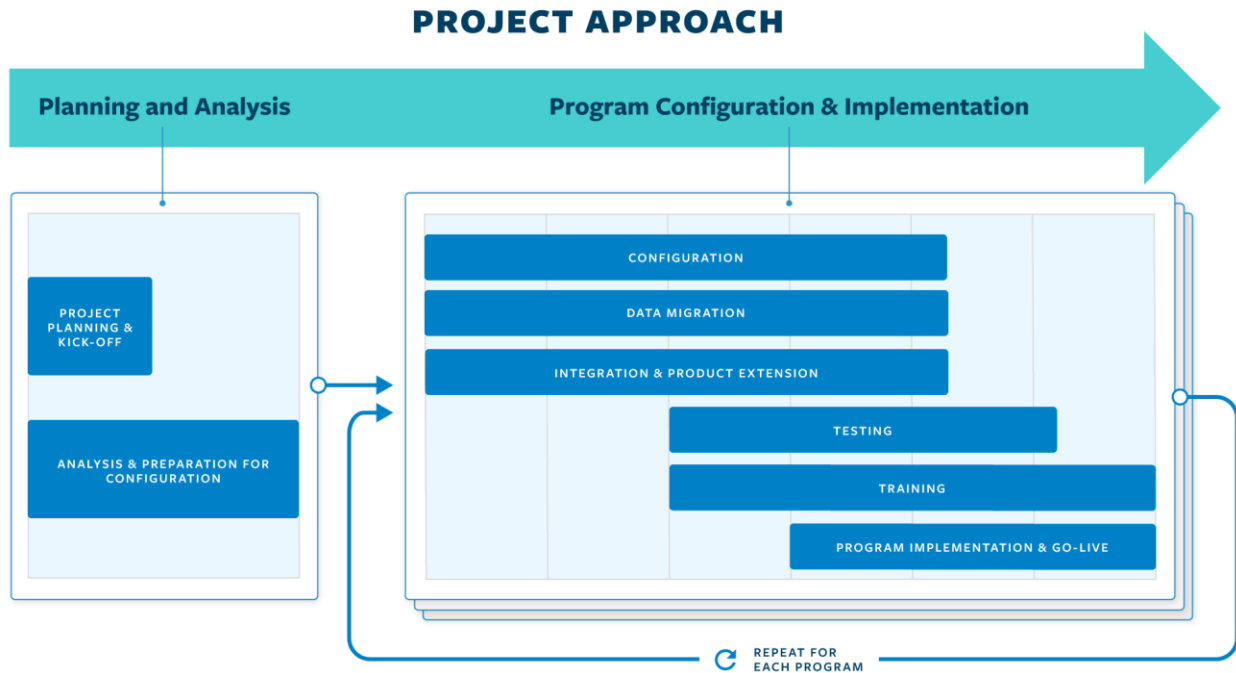 PROJECT APPROACH
Planning and Analysis
Program Configuration & Implementation
PROJECT
PLANNING &
KICK-OFF
ANALYSIS & PREPARATION FOR
CONFIGURATION
CONFIGURATION
DATA MIGRATION
INTEGRATION & PRODUCT EXTENSION
TESTING
TRAINING
PROGRAM IMPLEMENTATION & GO-LIVE
REPEAT FOR
EACH PROGRAM